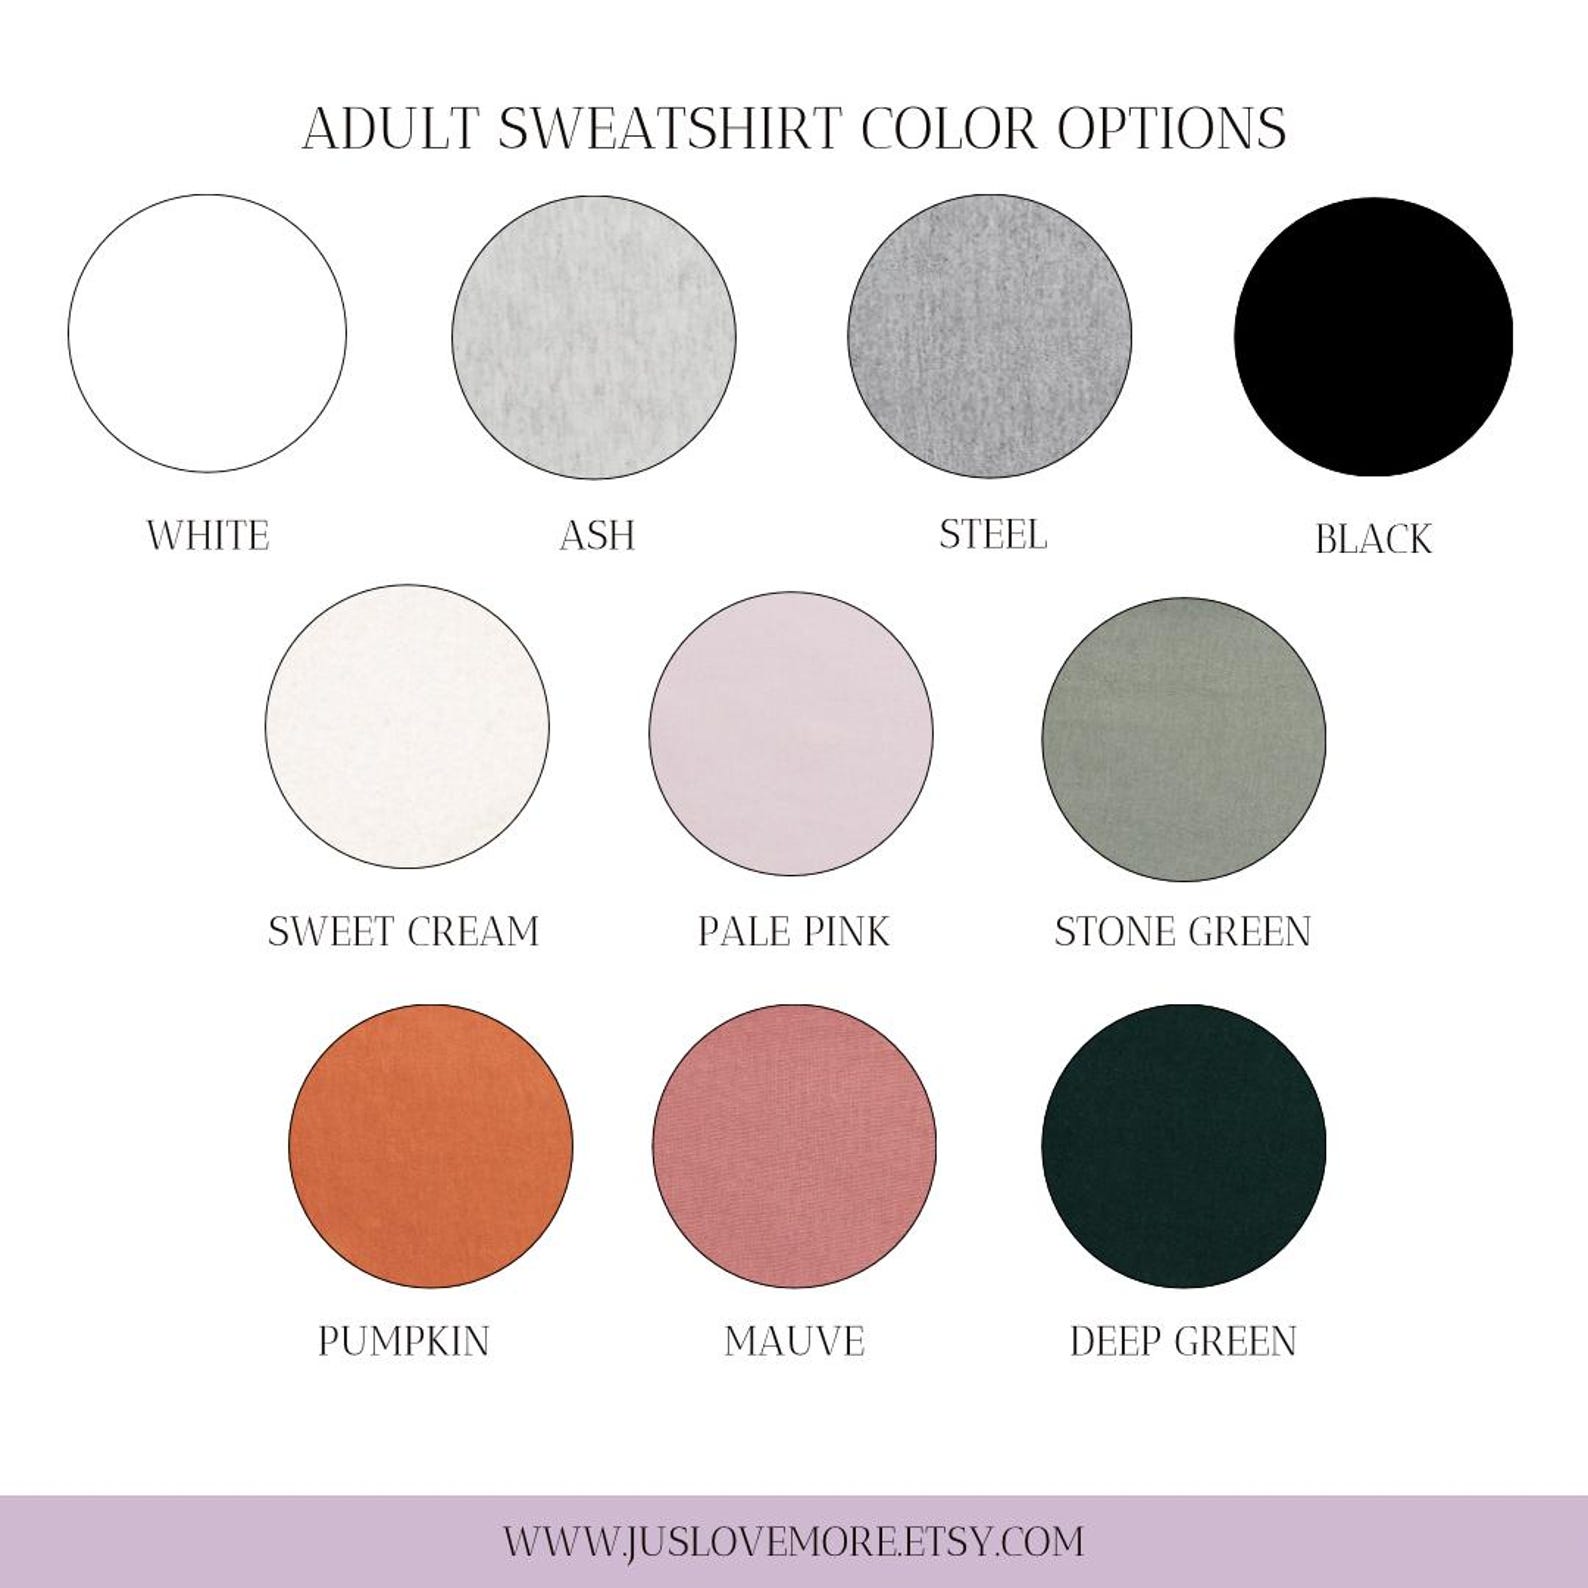 ADULT SWEATSHIRT COLOR OPTIONS
WHITE ASH STEEL BLACK
SWEET CREAM PALE PINK STONE GREEN
PUMPKIN MAUVE DEEP GREEN
WWW.JUSLOVEMORE.ETSY.COM